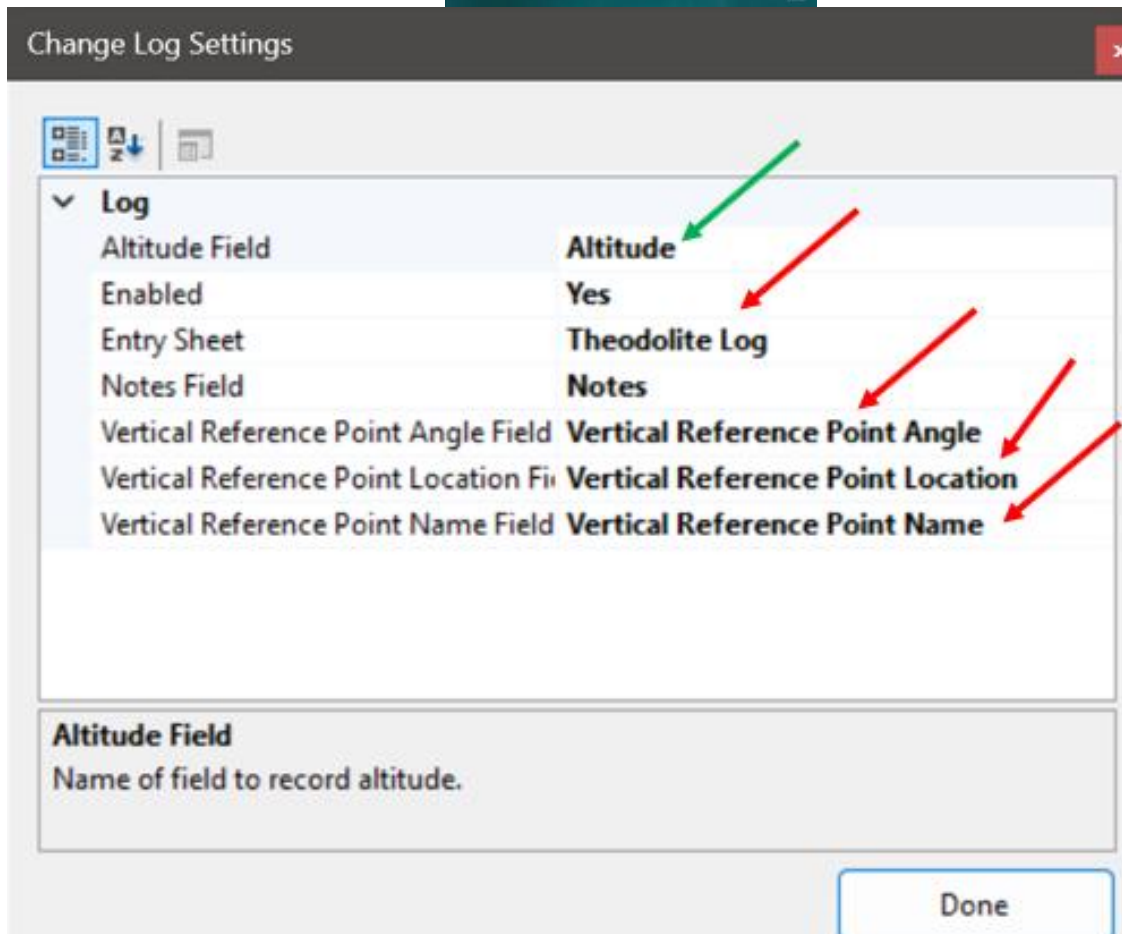 Change Log Settings
Log
Altitude Field Altitude
Enabled Yes
Entry Sheet Theodolite Log
Notes Field Notes
Vertical Reference Point Angle Field Vertical Reference Point Angle
Vertical Reference Point Location Fi Vertical Reference Point Location
Vertical Reference Point Name Field Vertical Reference Point Name
Altitude Field
Name of field to record altitude.
Done